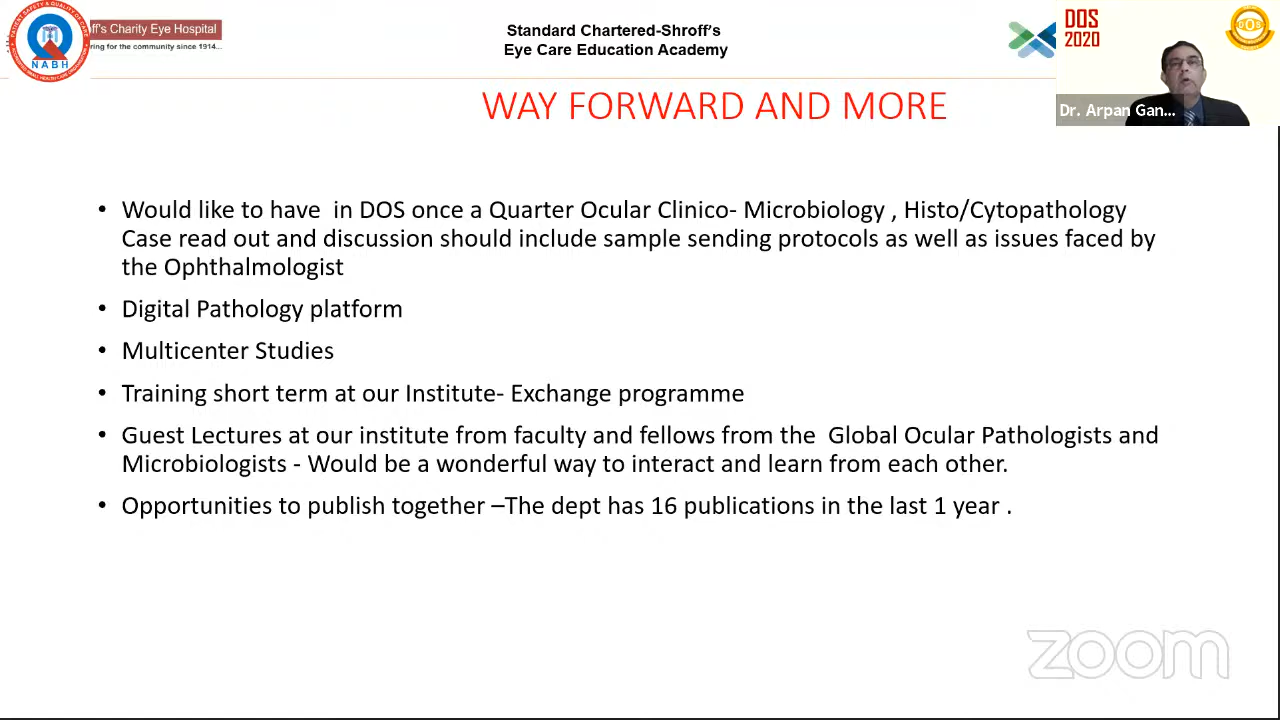 ff's Charity Eye Hospital
ring for the community since 1914...
NABH
Standard Chartered-Shroff's
Eye Care Education Academy
DOS
2020
DOS
Dr. Arpan Gan...
WAY FORWARD AND MORE
• Would like to have in DOS once a Quarter Ocular Clinico- Microbiology , Histo/Cytopathology
Case read out and discussion should include sample sending protocols as well as issues faced by
the Ophthalmologist
• Digital Pathology platform
• Multicenter Studies
• Training short term at our Institute- Exchange programme
• Guest Lectures at our institute from faculty and fellows from the Global Ocular Pathologists and
Microbiologists - Would be a wonderful way to interact and learn from each other.
• Opportunities to publish together –The dept has 16 publications in the last 1 year .
zoom